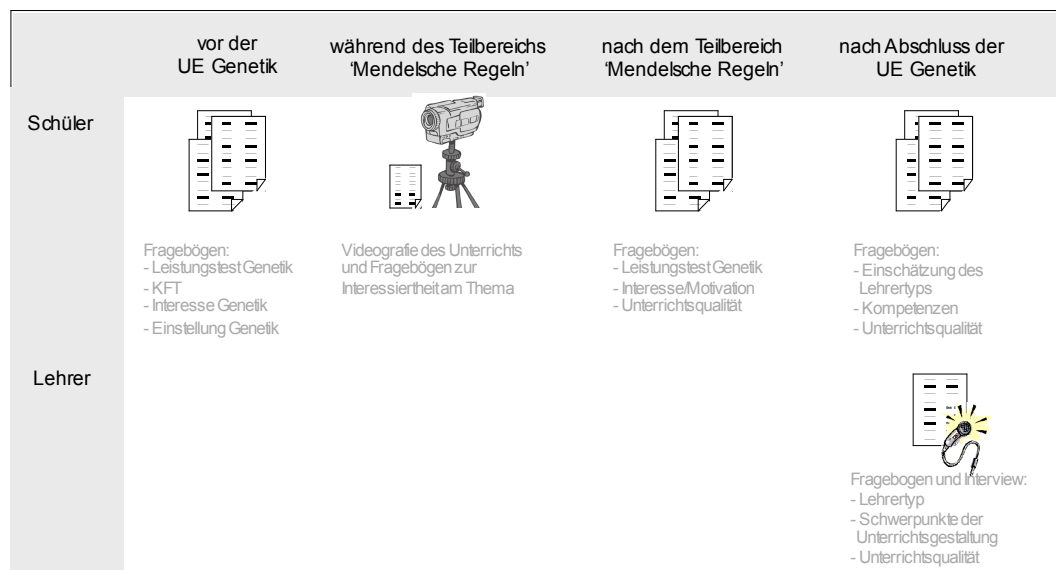 vor der
UE Genetik
während des Teilbereichs
‘Mendelsche Regeln’
nach dem Teilbereich
‘Mendelsche Regeln’
nach Abschluss der
UE Genetik
Schüler
Fragebögen:
- Leistungstest Genetik
- KFT
- Interesse Genetik
- Einstellung Genetik
Videografie des Unterrichts
und Fragebögen zur
Interessiertheit am Thema
Fragebögen:
- Leistungstest Genetik
- Interesse/Motivation
- Unterrichtsqualität
Fragebögen:
- Einschätzung des
Lehrertyps
- Kompetenzen
- Unterrichtsqualität
Lehrer
Fragebogen und Interview:
- Lehrertyp
- Schwerpunkte der
Unterrichtsgestaltung
- Unterrichtsqualität